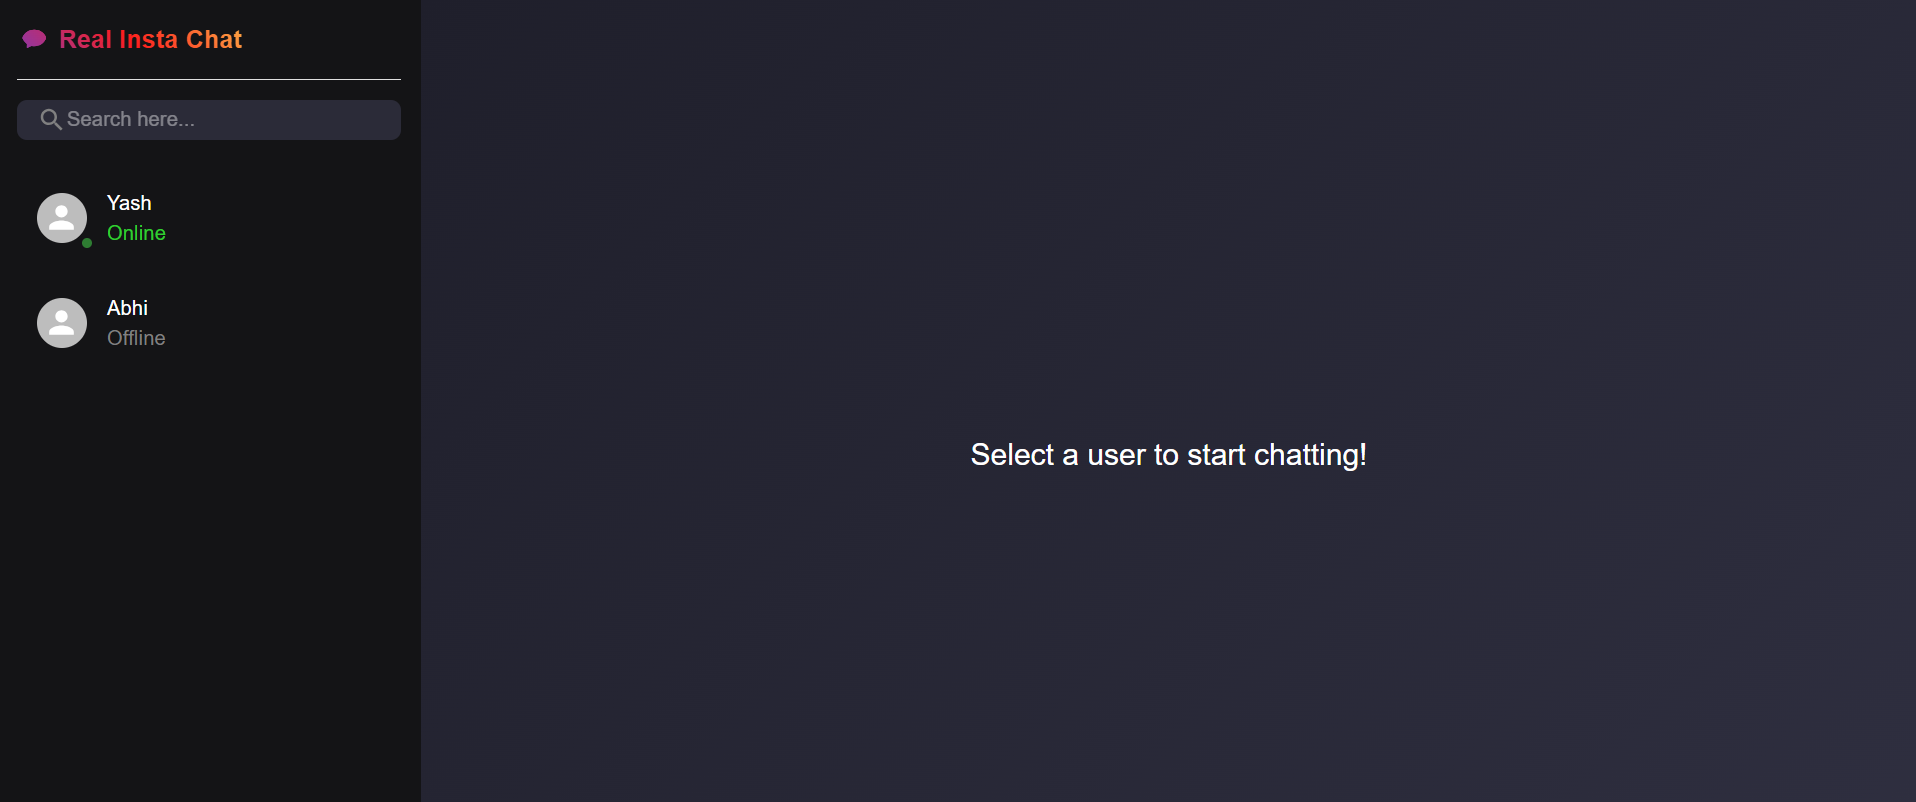 Real Insta Chat
Search here...
Yash
Online
Abhi
Offline
Select a user to start chatting!